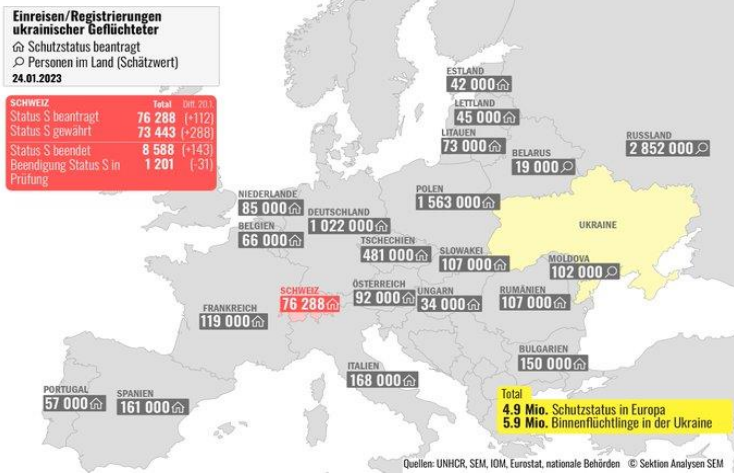 Einreisen/Registrierungen
ukrainischer Geflüchteter
Schutzstatus beantragt
Personen im Land (Schätzwert)
24.01.2023
SCHWEIZ Total Diff. 20.1.
Status S beantragt 76 288 (+112)
Status S gewährt 73 443 (+288)
Status S beendet 8 588 (+143)
Beendigung Status S in 1 201 (-31)
Prüfung
ESTLAND
42 000
LETTLAND
45 000
LITAUEN
73 000
BELARUS
19 000
RUSSLAND
2 852 000
NIEDERLANDE
85 000
BELGIEN
66 000
DEUTSCHLAND
1 022 000
POLEN
1 563 000
UKRAINE
TSCHECHIEN
481 000
SLOWAKEI
107 000
MOLDOVA
102 000
SCHWEIZ
76 288
ÖSTERREICH
92 000
UNGARN
34 000
RUMÄNIEN
107 000
FRANKREICH
119 000
BULGARIEN
150 000
ITALIEN
168 000
PORTUGAL
57 000
SPANIEN
161 000
Total
4.9 Mio. Schutzstatus in Europa
5.9 Mio. Binnenflüchtlinge in der Ukraine
Quellen: UNHCR, SEM, IOM, Eurostat, nationale Behörden © Sektion Analysen SEM